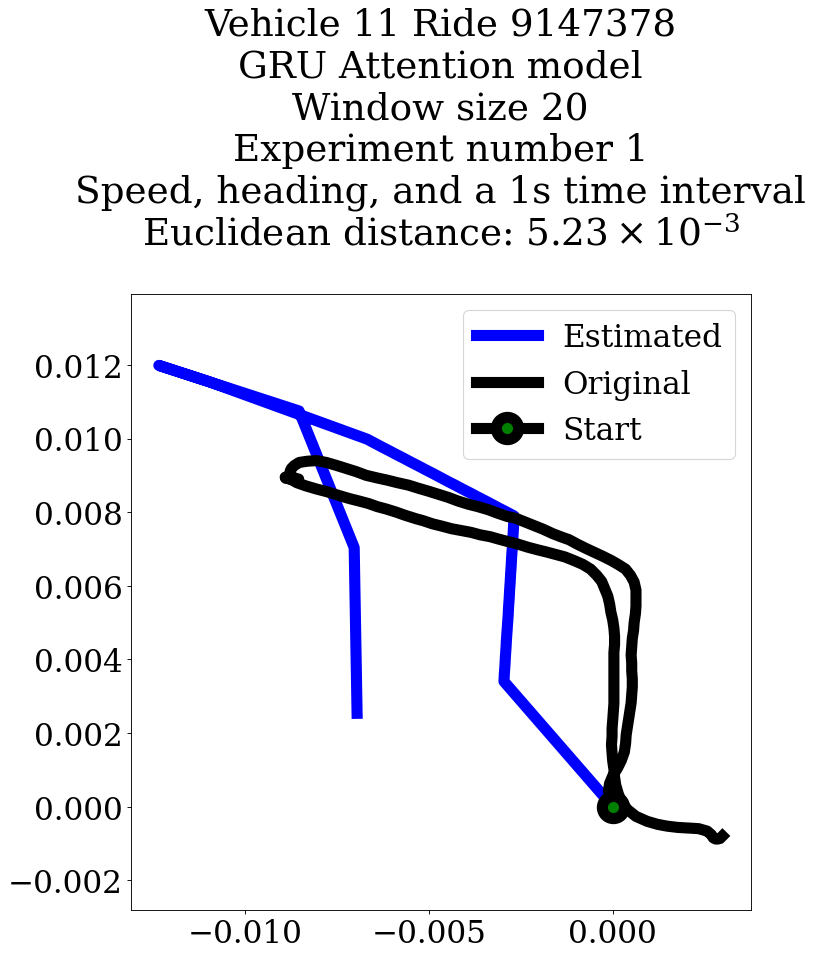 Vehicle 11 Ride 9147378
GRU Attention model
Window size 20
Experiment number 1
Speed, heading, and a 1s time interval
Euclidean distance: 5.23 × 10⁻³
Estimated
Original
Start
0.012
0.010
0.008
0.006
0.004
0.002
0.000
−0.002
−0.010
−0.005
0.000